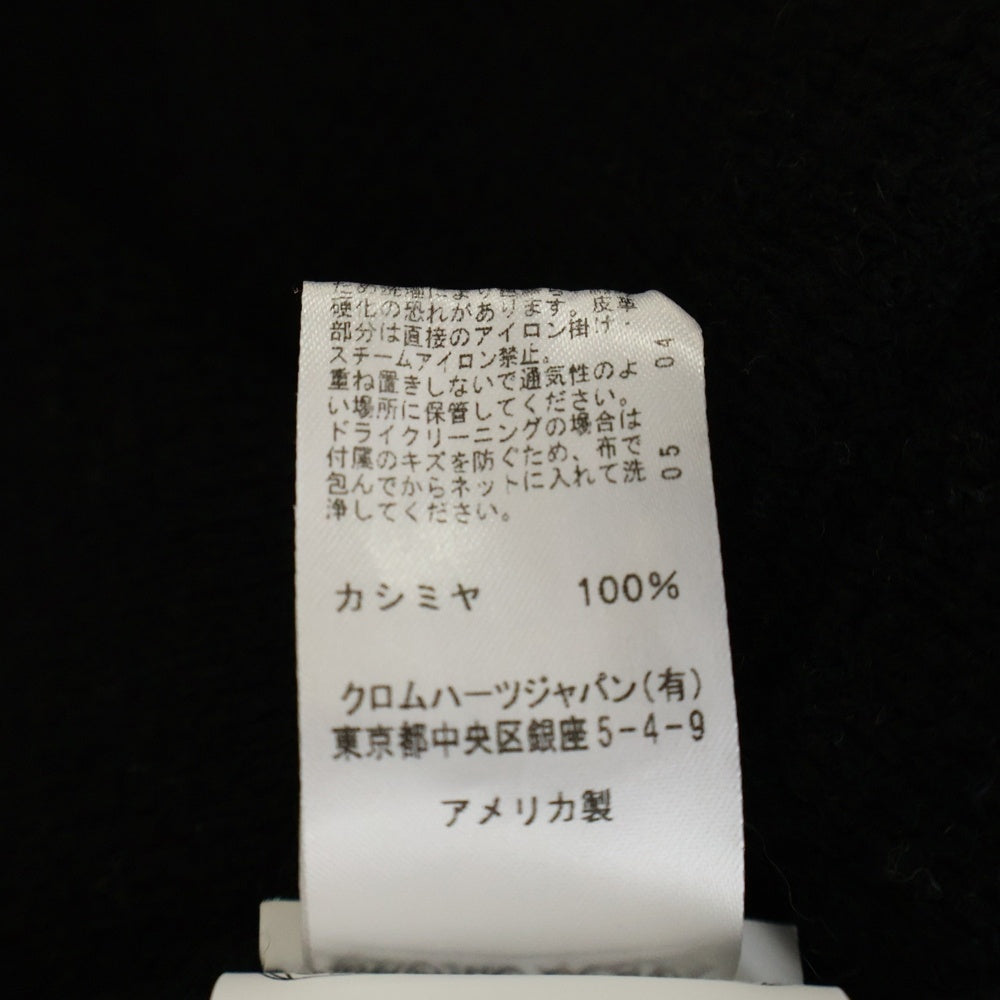 硬化の恐れがあります。皮革
部分は直接のアイロン掛け・
スチームアイロン禁止。
重ね置きしないで通気性のよ
い場所に保管してください。
ドライクリーニングの場合は
付属のキズを防ぐため、布で
包んでからネットに入れて洗
浄してください。
04
05
カシミヤ 100%
クロムハーツジャパン(有)
東京都中央区銀座5-4-9
アメリカ製